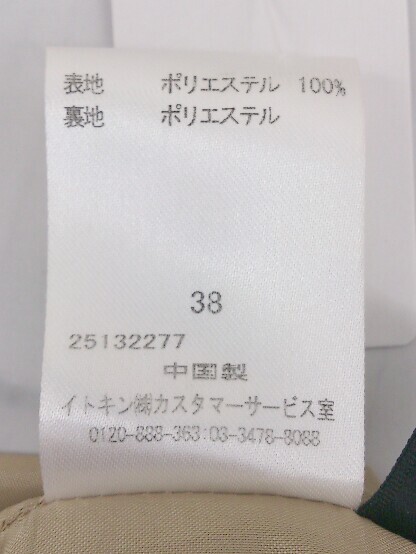 表地 ポリエステル 100%
裏地 ポリエステル
38
25132277
中国製
イトキン㈱カスタマーサービス室
0120-888-363:03-3478-8088